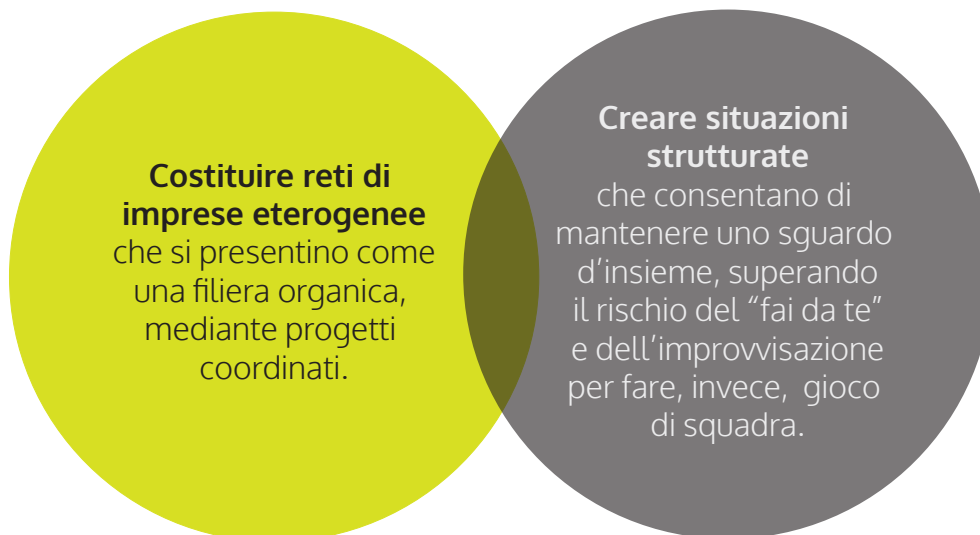 Costituire reti di
imprese eterogenee
che si presentino come
una filiera organica,
mediante progetti
coordinati.
Creare situazioni
strutturate
che consentano di
mantenere uno sguardo
d’insieme, superando
il rischio del “fai da te”
e dell’improvvisazione
per fare, invece,  gioco
di squadra.